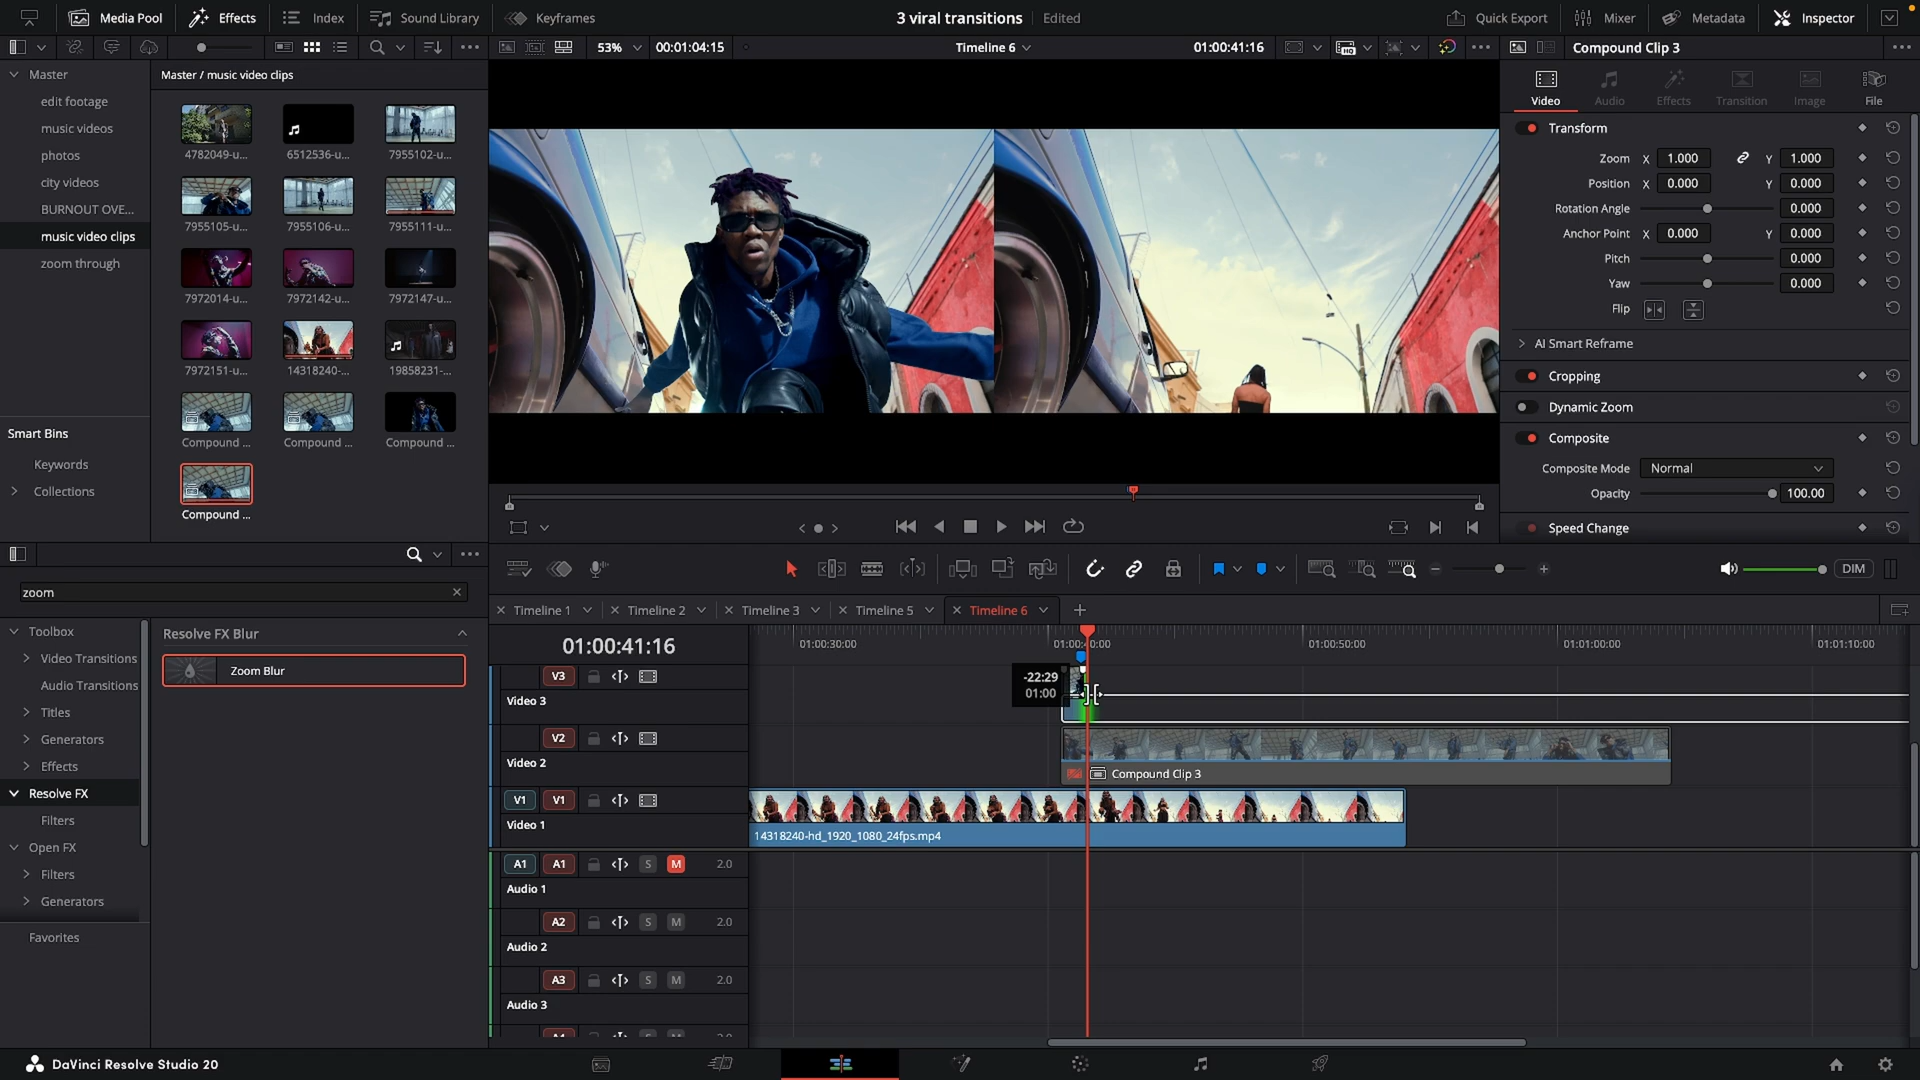 Media Pool
Effects
Index
Sound Library
Keyframes
3 viral transitions
Edited
Quick Export
Mixer
Metadata
Inspector
53%
00:01:04:15
Timeline 6
01:00:41:16
Compound Clip 3
Master
edit footage
music videos
photos
city videos
BURNOUT OVE...
music video clips
zoom through
Smart Bins
Keywords
Collections
Master / music video clips
4782049-u...
6512536-u...
7955102-u...
7955105-u...
7955106-u...
7955111-u...
7972014-u...
7972142-u...
7972147-u...
7972151-u...
14318240-...
19858231-...
Compound ...
Compound ...
Compound ...
Compound ...
Video
Audio
Effects
Transition
Image
File
Transform
Zoom X 1.000 Y 1.000
Position X 0.000 Y 0.000
Rotation Angle 0.000
Anchor Point X 0.000 Y 0.000
Pitch 0.000
Yaw 0.000
Flip
AI Smart Reframe
Cropping
Dynamic Zoom
Composite
Composite Mode Normal
Opacity 100.00
Speed Change
zoom
Toolbox
Video Transitions
Audio Transitions
Titles
Generators
Effects
Resolve FX
Filters
Open FX
Filters
Generators
Favorites
Resolve FX Blur
Zoom Blur
DIM
Timeline 1
Timeline 2
Timeline 3
Timeline 5
Timeline 6
01:00:41:16
01:00:30:00
01:00:40:00
01:00:50:00
01:01:00:00
01:01:10:00
V3
Video 3
-22:29
01:00
V2
Video 2
Compound Clip 3
V1 V1
Video 1
14318240-hd_1920_1080_24fps.mp4
A1 A1 S M 2.0
Audio 1
A2 S M 2.0
Audio 2
A3 S M 2.0
Audio 3
DaVinci Resolve Studio 20